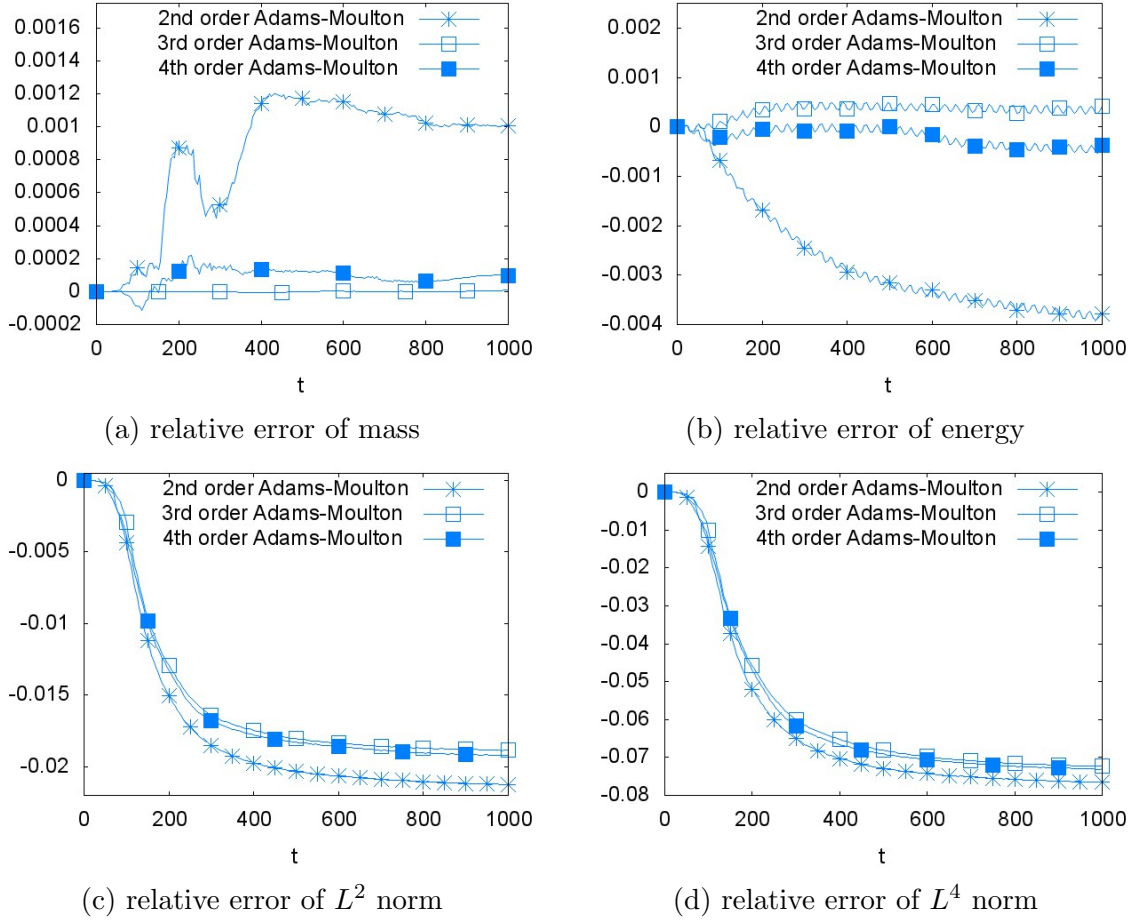 0.0016
0.0014
0.0012
0.001
0.0008
0.0006
0.0004
0.0002
0
-0.0002
2nd order Adams-Moulton
3rd order Adams-Moulton
4th order Adams-Moulton
0 200 400 600 800 1000
t
(a) relative error of mass
0.002
0.001
0
-0.001
-0.002
-0.003
-0.004
2nd order Adams-Moulton
3rd order Adams-Moulton
4th order Adams-Moulton
0 200 400 600 800 1000
t
(b) relative error of energy
0
-0.005
-0.01
-0.015
-0.02
2nd order Adams-Moulton
3rd order Adams-Moulton
4th order Adams-Moulton
0 200 400 600 800 1000
t
(c) relative error of L² norm
0
-0.01
-0.02
-0.03
-0.04
-0.05
-0.06
-0.07
-0.08
2nd order Adams-Moulton
3rd order Adams-Moulton
4th order Adams-Moulton
0 200 400 600 800 1000
t
(d) relative error of L⁴ norm